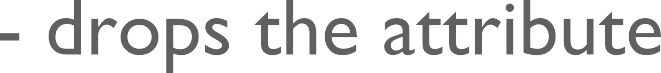 - drops the attribute